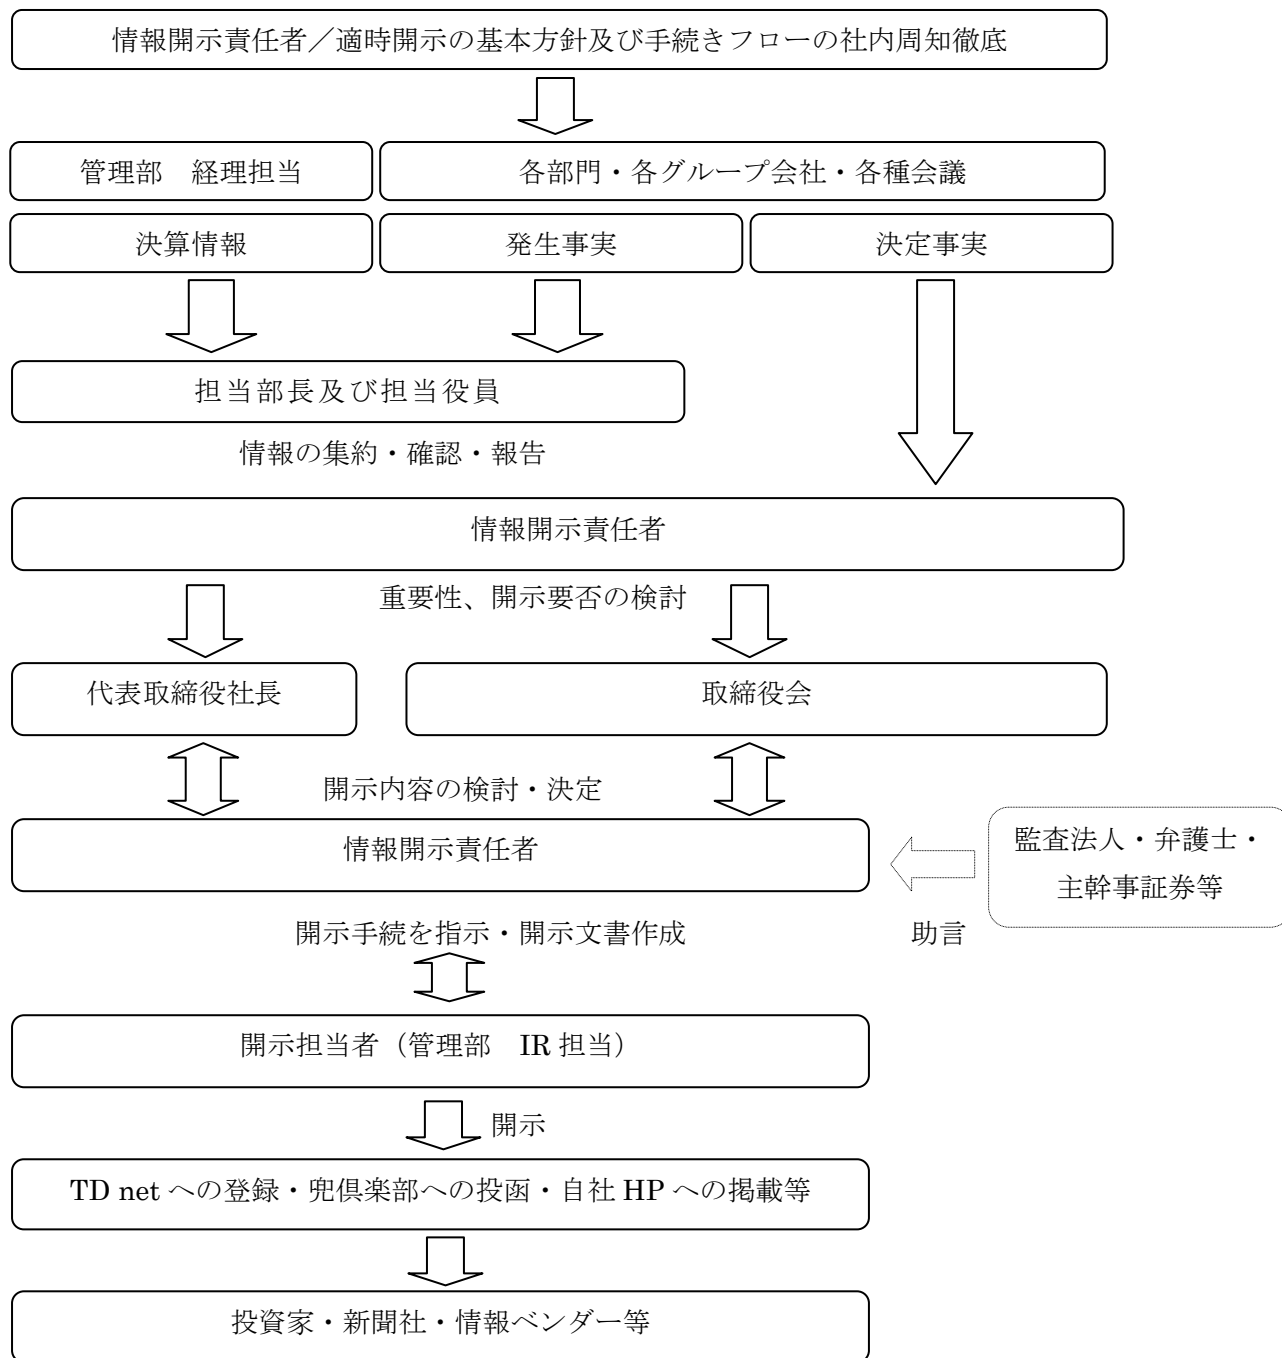 情報開示責任者／適時開示の基本方針及び手続きフローの社内周知徹底
管理部　経理担当
各部門・各グループ会社・各種会議
決算情報
発生事実
決定事実
担当部長及び担当役員
情報の集約・確認・報告
情報開示責任者
重要性、開示要否の検討
代表取締役社長
取締役会
開示内容の検討・決定
情報開示責任者
監査法人・弁護士・
主幹事証券等
開示手続を指示・開示文書作成
助言
開示担当者（管理部　IR 担当）
開示
TD net への登録・兜倶楽部への投函・自社 HP への掲載等
投資家・新聞社・情報ベンダー等